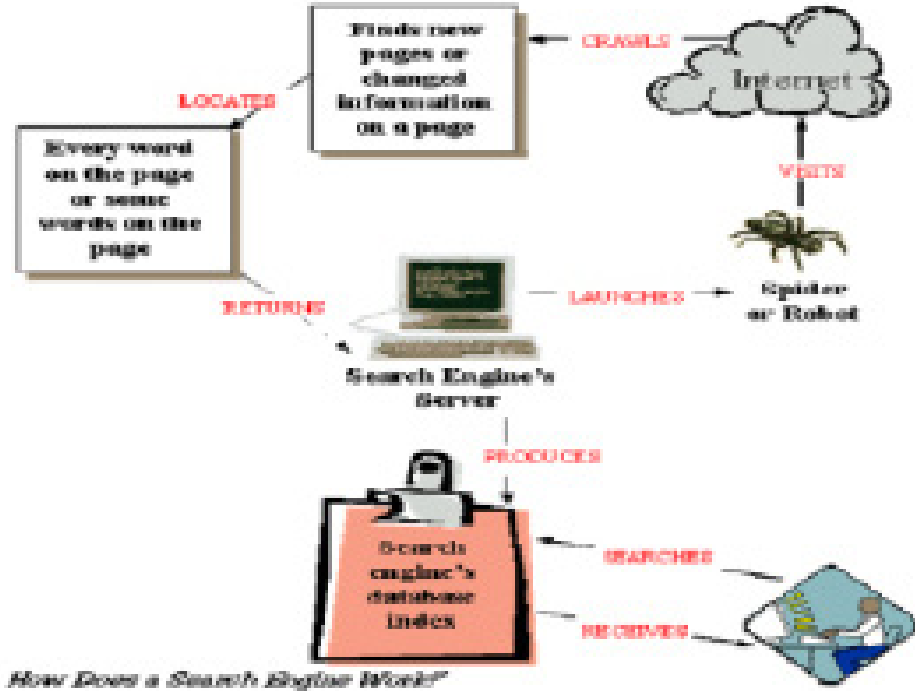 Finds new
pages or
changed
information
on a page
CRAWLS
Internet
LOCATES
Every word
on the page
or some
words on the
page
VISITS
RETURNS
LAUNCHES
Spider
or Robot
Search Engine's
Server
PRODUCES
Search
engine's
database
index
SEARCHES
RECEIVES
How Does a Search Engine Work?